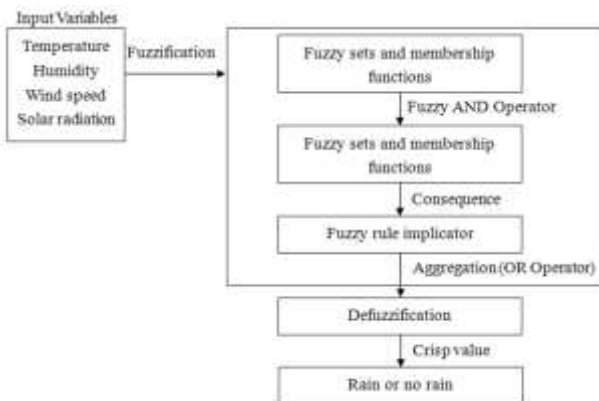 Input Variables
Temperature
Humidity
Wind speed
Solar radiation
Fuzzification
Fuzzy sets and membership
functions
Fuzzy AND Operator
Fuzzy sets and membership
functions
Consequence
Fuzzy rule implicator
Aggregation (OR Operator)
Defuzzification
Crisp value
Rain or no rain